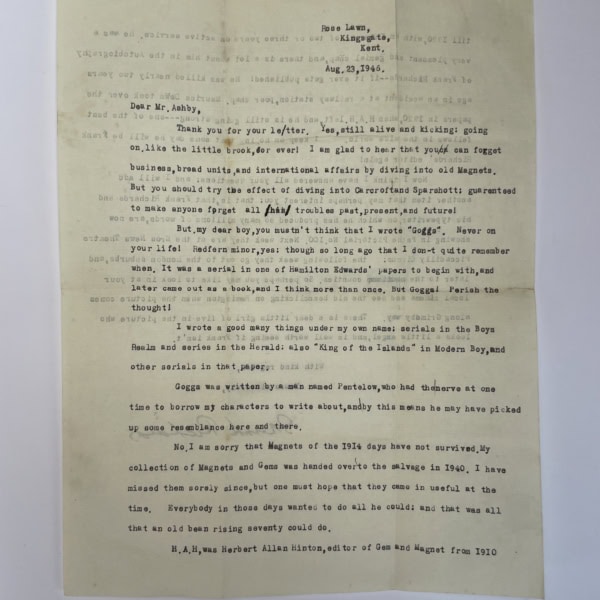 Rose Lawn,
Kingsgate,
Kent.
Aug.23,1946.
Dear Mr. Ashby,
Thank you for your letter. Yes, still alive and kicking: going
on,like the little brook,for ever! I am glad to hear that you can forget
business,bread units,and international affairs by diving into old Magnets.
But you should try the effect of diving into Carcroftand Sparshott; guaranteed
to make anyone forget all /his/ troubles past,present,and future!
But,my dear boy,you mustn't think that I wrote "Goggs". Never on
your life! Redfern minor,yes: though so long ago that I don-t quite remember
when, It was a serial in one of Hamilton Edwards' papers to begin with,and
later came out as a book,and I think more than once, But Goggs! Perish the
thought!
I wrote a good many things under my own name: serials in the Boys
Realm and series in the Herald: also "King of the Islands" in Modern Boy,and
other serials in that paper.
Goggs was written by a man named Pentelow,who had thenerve at one
time to borrow my characters to write about,andby this means he may have picked
up some resemblance here and there.
No,I am sorry that Magnets of the 1914 days have not survived.My
collection of Magnets and Gems was handed over to the salvage in 1940. I have
missed them sorely since,but one must hope that they came in useful at the
time. Everybody in those days wanted to do all he could: and that was all
that an old bean rising seventy could do.
H.A.H,was Herbert Allan Hinton,editor of Gem and Magnet from 1910